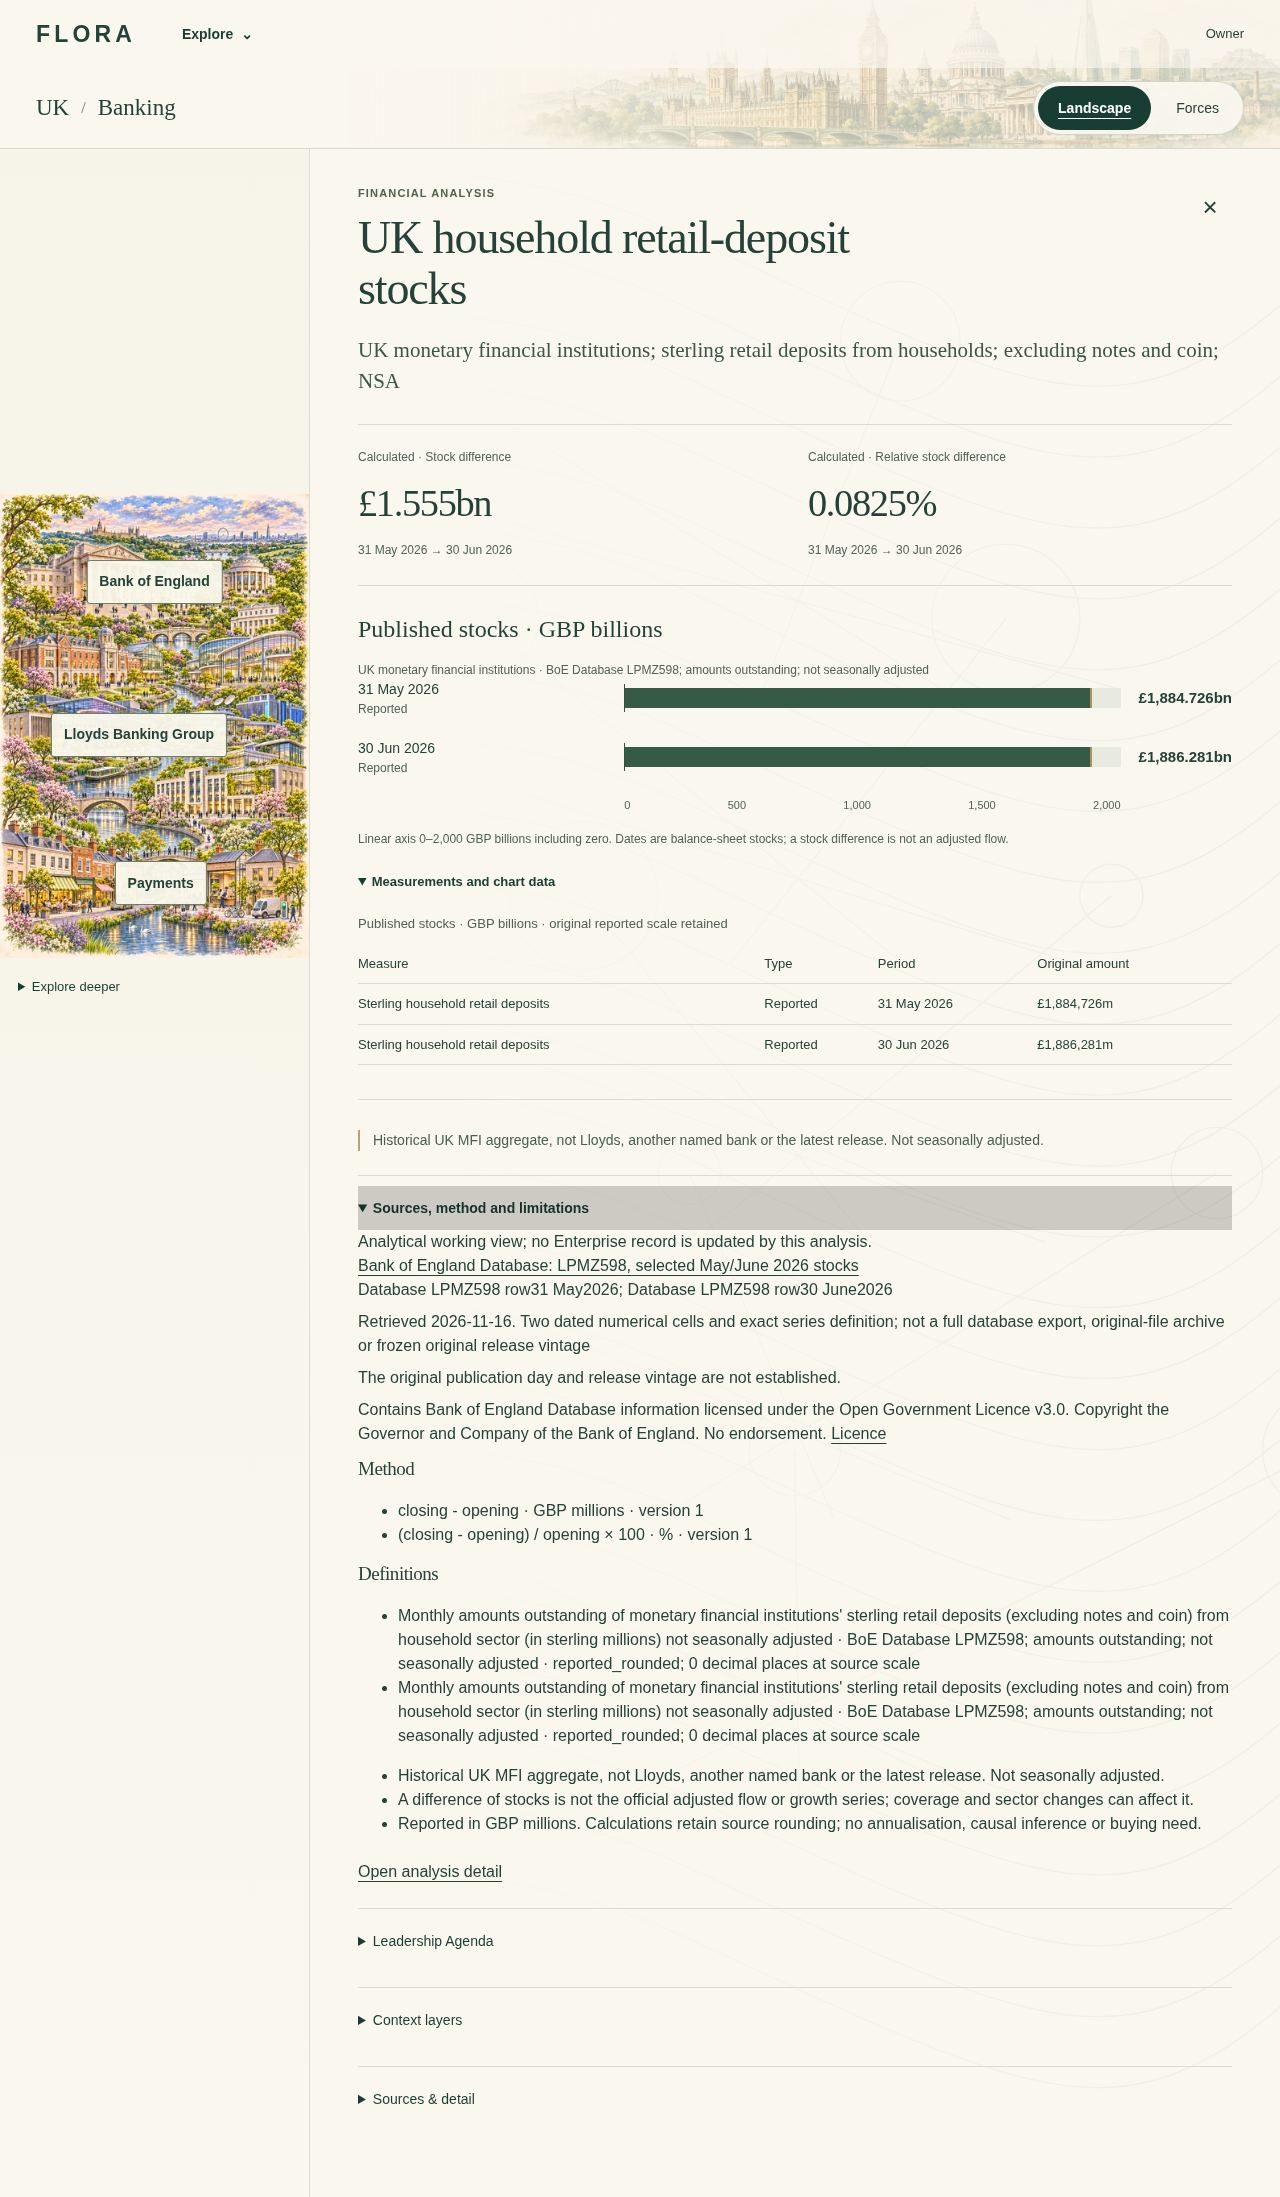 FLORA
Explore
Owner
UK / Banking
Landscape
Forces
FINANCIAL ANALYSIS
UK household retail-deposit
stocks
UK monetary financial institutions; sterling retail deposits from households; excluding notes and coin;
NSA
Calculated · Stock difference
£1.555bn
31 May 2026 → 30 Jun 2026
Calculated · Relative stock difference
0.0825%
31 May 2026 → 30 Jun 2026
Bank of England
Lloyds Banking Group
Payments
Explore deeper
Published stocks · GBP billions
UK monetary financial institutions · BoE Database LPMZ598; amounts outstanding; not seasonally adjusted
31 May 2026
Reported
£1,884.726bn
30 Jun 2026
Reported
£1,886.281bn
0 500 1,000 1,500 2,000
Linear axis 0–2,000 GBP billions including zero. Dates are balance-sheet stocks; a stock difference is not an adjusted flow.
Measurements and chart data
Published stocks · GBP billions · original reported scale retained
Measure Type Period Original amount
Sterling household retail deposits Reported 31 May 2026 £1,884,726m
Sterling household retail deposits Reported 30 Jun 2026 £1,886,281m
Historical UK MFI aggregate, not Lloyds, another named bank or the latest release. Not seasonally adjusted.
Sources, method and limitations
Analytical working view; no Enterprise record is updated by this analysis.
Bank of England Database: LPMZ598, selected May/June 2026 stocks
Database LPMZ598 row31 May2026; Database LPMZ598 row30 June2026
Retrieved 2026-11-16. Two dated numerical cells and exact series definition; not a full database export, original-file archive
or frozen original release vintage
The original publication day and release vintage are not established.
Contains Bank of England Database information licensed under the Open Government Licence v3.0. Copyright the
Governor and Company of the Bank of England. No endorsement. Licence
Method
• closing - opening · GBP millions · version 1
• (closing - opening) / opening × 100 · % · version 1
Definitions
• Monthly amounts outstanding of monetary financial institutions' sterling retail deposits (excluding notes and coin) from
household sector (in sterling millions) not seasonally adjusted · BoE Database LPMZ598; amounts outstanding; not
seasonally adjusted · reported_rounded; 0 decimal places at source scale
• Monthly amounts outstanding of monetary financial institutions' sterling retail deposits (excluding notes and coin) from
household sector (in sterling millions) not seasonally adjusted · BoE Database LPMZ598; amounts outstanding; not
seasonally adjusted · reported_rounded; 0 decimal places at source scale
• Historical UK MFI aggregate, not Lloyds, another named bank or the latest release. Not seasonally adjusted.
• A difference of stocks is not the official adjusted flow or growth series; coverage and sector changes can affect it.
• Reported in GBP millions. Calculations retain source rounding; no annualisation, causal inference or buying need.
Open analysis detail
Leadership Agenda
Context layers
Sources & detail